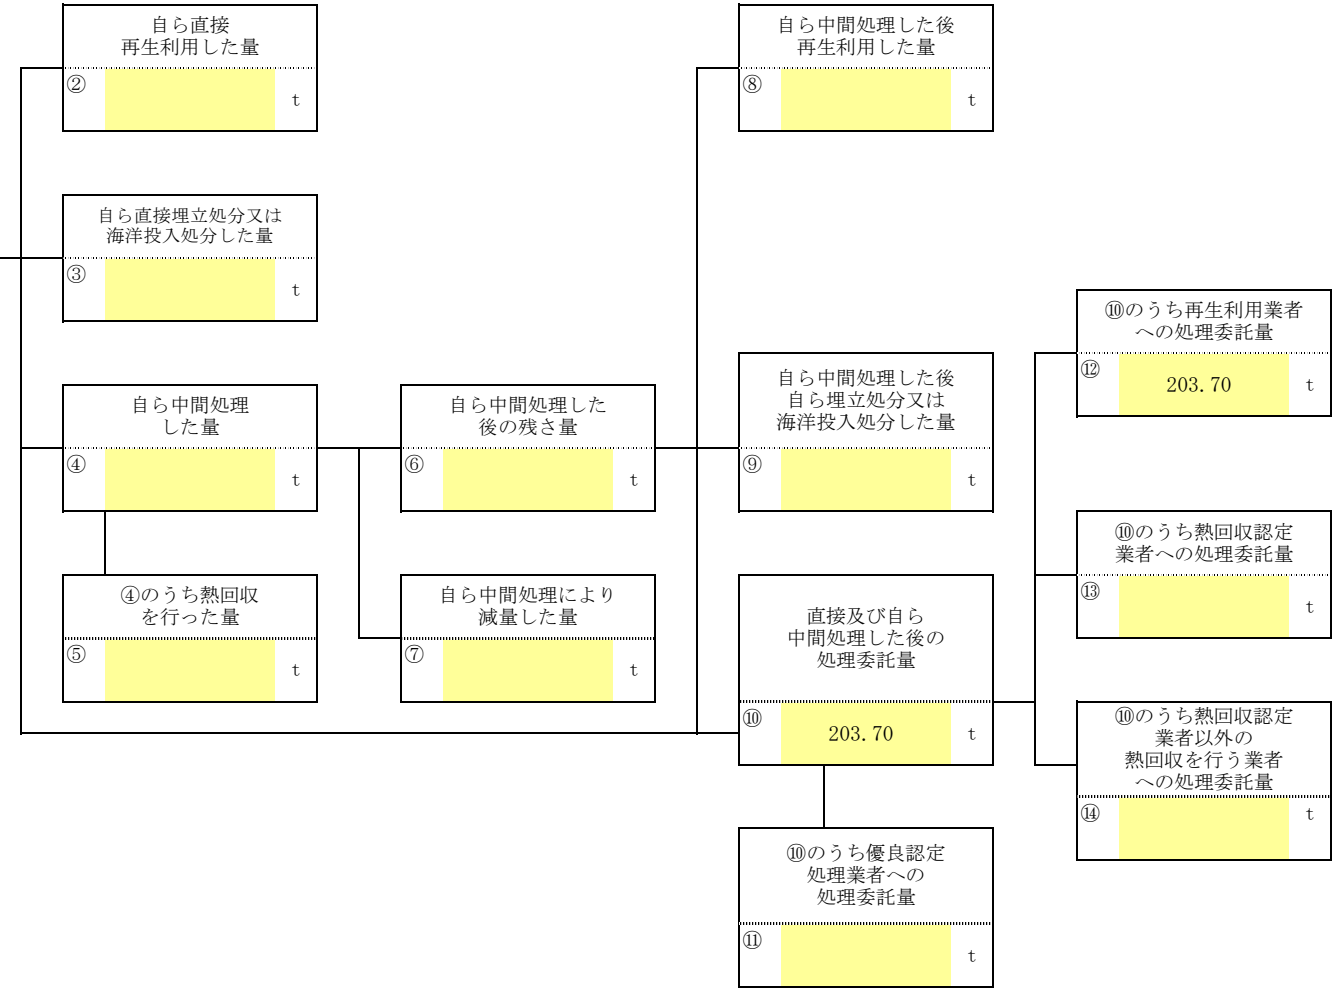 自ら直接
再生利用した量
②
t
自ら中間処理した後
再生利用した量
⑧
t
自ら直接埋立処分又は
海洋投入処分した量
③
t
⑩のうち再生利用業者
への処理委託量
⑫
203.70
t
自ら中間処理
した量
④
t
自ら中間処理した
後の残さ量
⑥
t
自ら中間処理した後
自ら埋立処分又は
海洋投入処分した量
⑨
t
⑩のうち熱回収認定
業者への処理委託量
⑬
t
④のうち熱回収
を行った量
⑤
t
自ら中間処理により
減量した量
⑦
t
直接及び自ら
中間処理した後の
処理委託量
⑩
203.70
t
⑩のうち熱回収認定
業者以外の
熱回収を行う業者
への処理委託量
⑭
t
⑩のうち優良認定
処理業者への
処理委託量
⑪
t